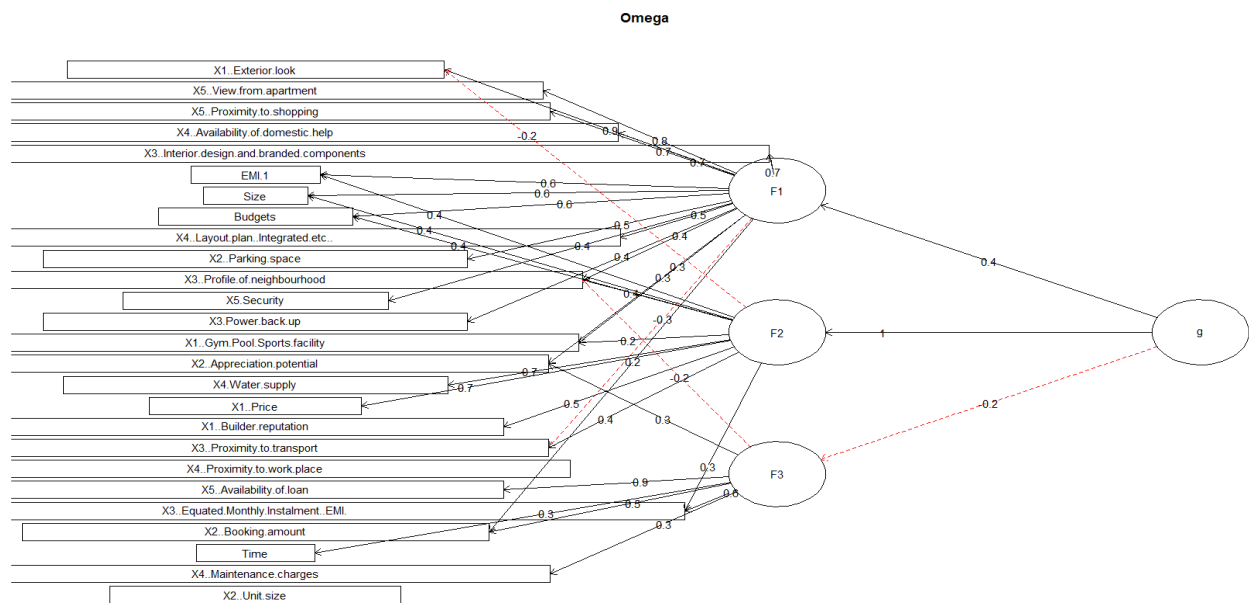 Omega
X1..Exterior.look
X5..View.from.apartment
X5..Proximity.to.shopping
X4..Availability.of.domestic.help
X3..Interior.design.and.branded.components
EMI.1
Size
Budgets
X4..Layout.plan..Integrated.etc..
X2..Parking.space
X3..Profile.of.neighbourhood
X5.Security
X3.Power.back.up
X1..Gym.Pool.Sports.facility
X2..Appreciation.potential
X4.Water.supply
X1..Price
X1..Builder.reputation
X3..Proximity.to.transport
X4..Proximity.to.work.place
X5..Availability.of.loan
X3..Equated.Monthly.Instalment..EMI.
X2..Booking.amount
Time
X4..Maintenance.charges
X2..Unit.size
0.9
0.8
-0.2
0.7
0.7
0.7
0.6
0.6
0.6
0.4
0.5
0.5
0.4
0.4
0.4
0.4
0.4
0.3
0.3
0.4
-0.3
0.2
0.2
0.7
0.7
-0.2
0.5
0.4
0.3
0.3
0.9
0.6
0.5
0.3
0.3
F1
F2
F3
0.4
1
-0.2
g